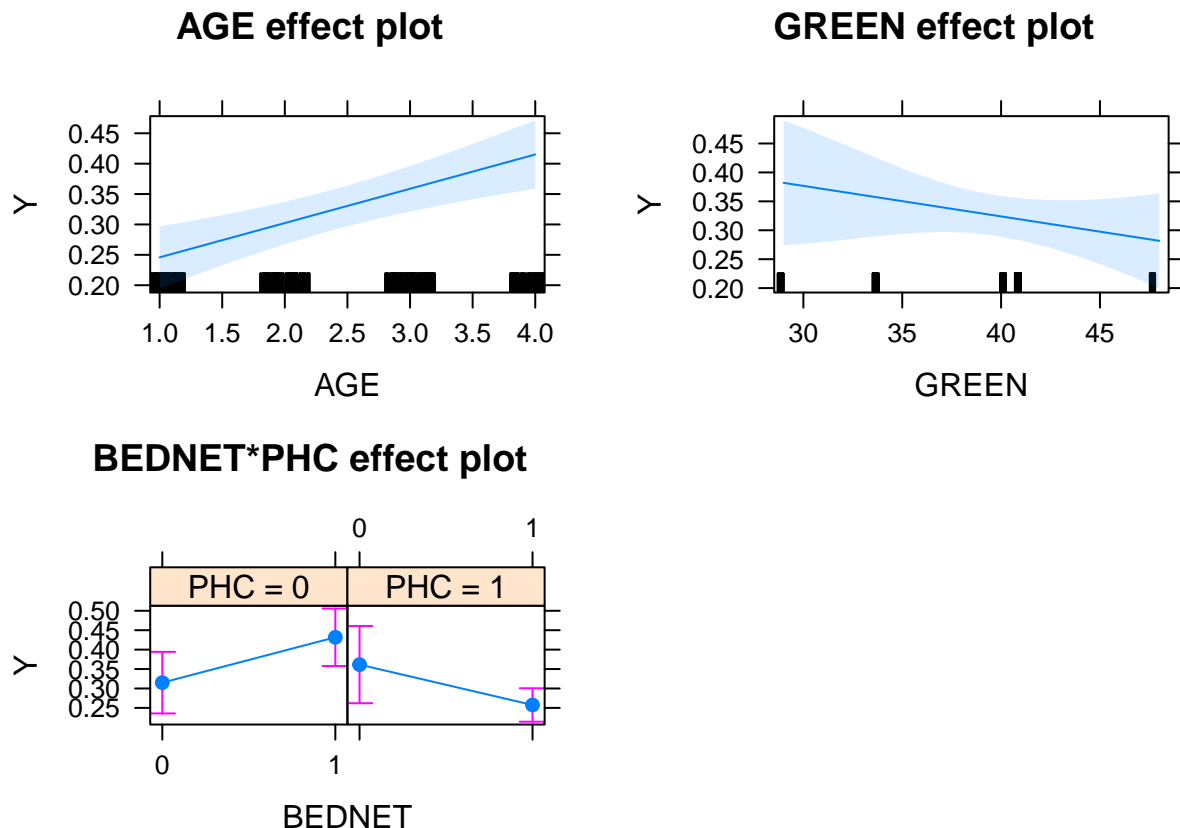 AGE effect plot
Y
0.45
0.40
0.35
0.30
0.25
0.20
1.0 1.5 2.0 2.5 3.0 3.5 4.0
AGE
GREEN effect plot
Y
0.45
0.40
0.35
0.30
0.25
0.20
30 35 40 45
GREEN
BEDNET*PHC effect plot
0 1
PHC = 0 PHC = 1
Y
0.50
0.45
0.40
0.35
0.30
0.25
0 1
BEDNET